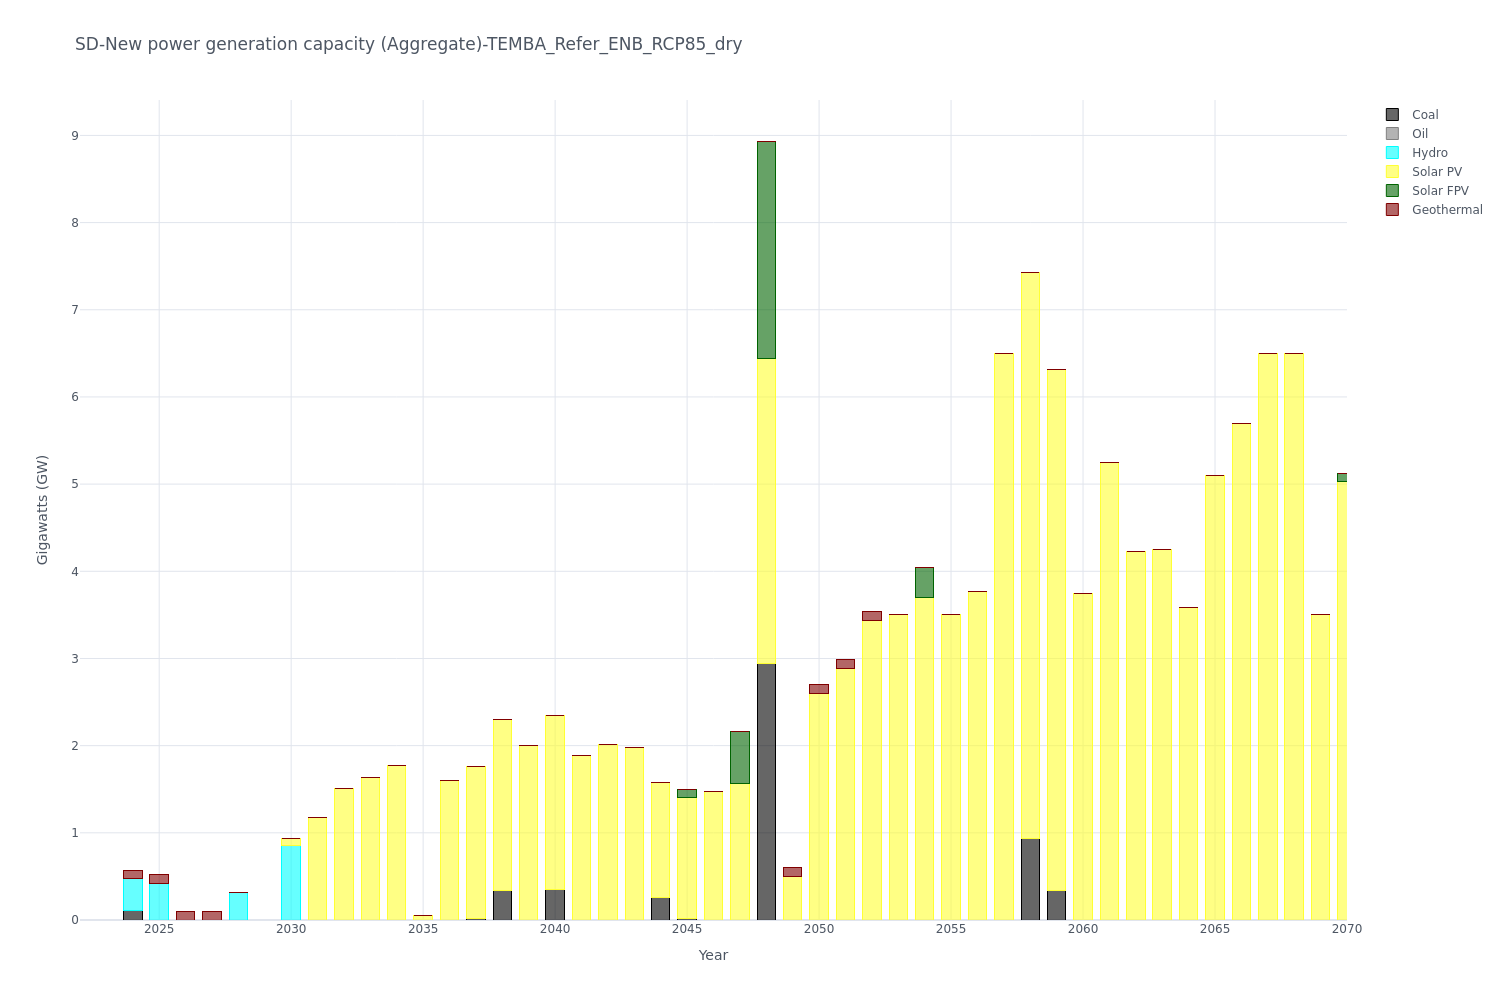 SD-New power generation capacity (Aggregate)-TEMBA_Refer_ENB_RCP85_dry
Coal
Oil
Hydro
Solar PV
Solar FPV
Geothermal
Gigawatts (GW)
9
8
7
6
5
4
3
2
1
0
2025
2030
2035
2040
2045
2050
2055
2060
2065
2070
Year